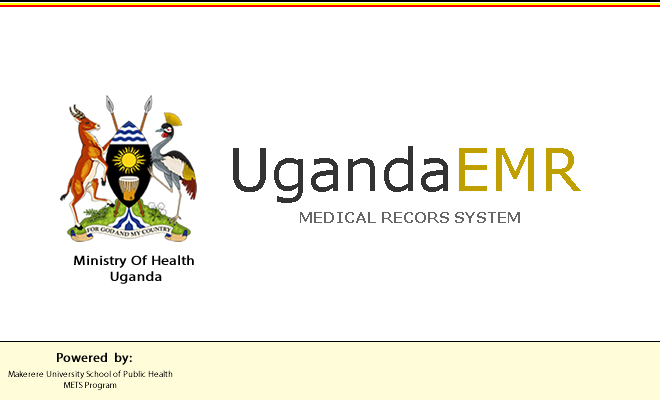 UgandaEMR
MEDICAL RECORS SYSTEM
FOR GOD AND MY COUNTRY
Ministry Of Health
Uganda
Powered by:
Makerere University School of Public Health
METS Program